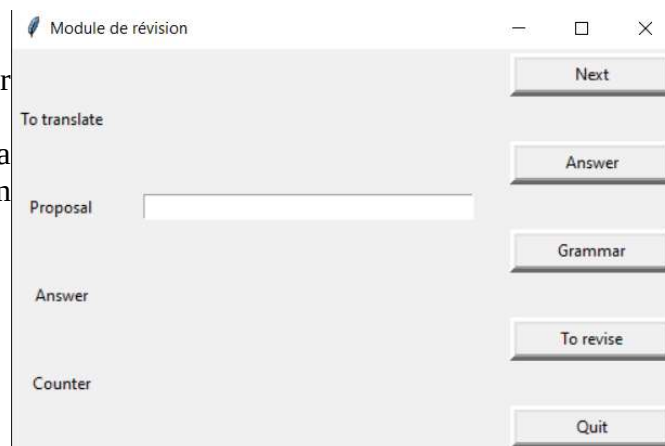 Module de révision
r
Next
To translate
a
Answer
n
Proposal
Grammar
Answer
To revise
Counter
Quit